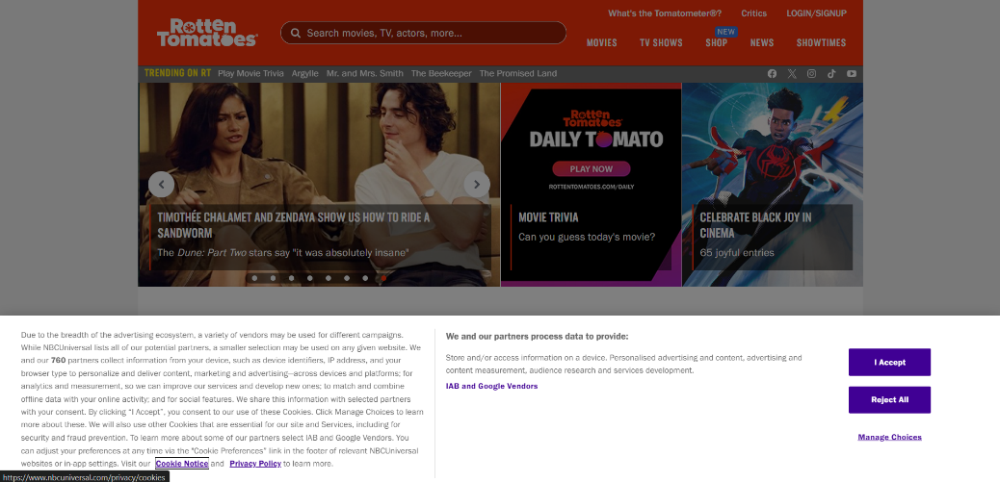 What's the Tomatometer®?
Critics
LOGIN/SIGNUP
Rotten
Tomatoes®
Search movies, TV, actors, more...
NEW
MOVIES
TV SHOWS
SHOP
NEWS
SHOWTIMES
TRENDING ON RT
Play Movie Trivia
Argylle
Mr. and Mrs. Smith
The Beekeeper
The Promised Land
TIMOTHÉE CHALAMET AND ZENDAYA SHOW US HOW TO RIDE A
SANDWORM
The Dune: Part Two stars say "it was absolutely insane"
Rotten
Tomatoes®
DAILY TOMATO
PLAY NOW
ROTTENTOMATOES.COM/DAILY
MOVIE TRIVIA
Can you guess today's movie?
CELEBRATE BLACK JOY IN
CINEMA
65 joyful entries
Due to the breadth of the advertising ecosystem, a variety of vendors may be used for different campaigns.
While NBCUniversal lists all of our potential partners, a smaller selection may be used on any given website. We
and our 760 partners collect information from your device, such as device identifiers, IP address, and your
browser type to personalize and deliver content, marketing and advertising—across devices and platforms; for
analytics and measurement, so we can improve our services and develop new ones; to match and combine
offline data with your online activity; and for social features. We share this information with selected partners
with your consent. By clicking “I Accept”, you consent to our use of these Cookies. Click Manage Choices to learn
more about these. We will also use other Cookies that are essential for our site and Services, including for
security and fraud prevention. To learn more about some of our partners select IAB and Google Vendors. You
can adjust your preferences at any time via the “Cookie Preferences” link in the footer of relevant NBCUniversal
websites or in-app settings. Visit our Cookie Notice and Privacy Policy to learn more.
We and our partners process data to provide:
Store and/or access information on a device. Personalised advertising and content, advertising and
content measurement, audience research and services development.
IAB and Google Vendors
I Accept
Reject All
Manage Choices
https://www.nbcuniversal.com/privacy/cookies